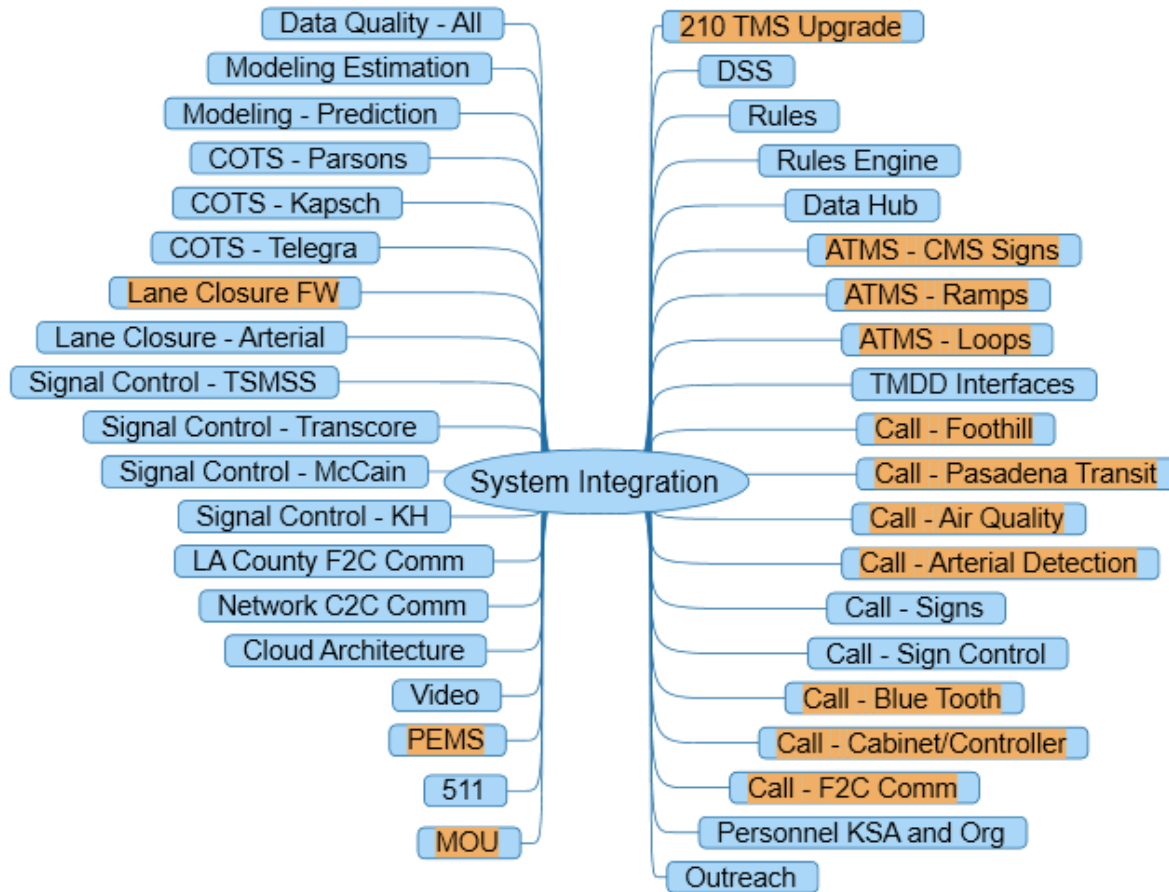 Data Quality - All
Modeling Estimation
Modeling - Prediction
COTS - Parsons
COTS - Kapsch
COTS - Telegra
Lane Closure FW
Lane Closure - Arterial
Signal Control - TSMSS
Signal Control - Transcore
Signal Control - McCain
Signal Control - KH
LA County F2C Comm
Network C2C Comm
Cloud Architecture
Video
PEMS
511
MOU
System Integration
210 TMS Upgrade
DSS
Rules
Rules Engine
Data Hub
ATMS - CMS Signs
ATMS - Ramps
ATMS - Loops
TMDD Interfaces
Call - Foothill
Call - Pasadena Transit
Call - Air Quality
Call - Arterial Detection
Call - Signs
Call - Sign Control
Call - Blue Tooth
Call - Cabinet/Controller
Call - F2C Comm
Personnel KSA and Org
Outreach